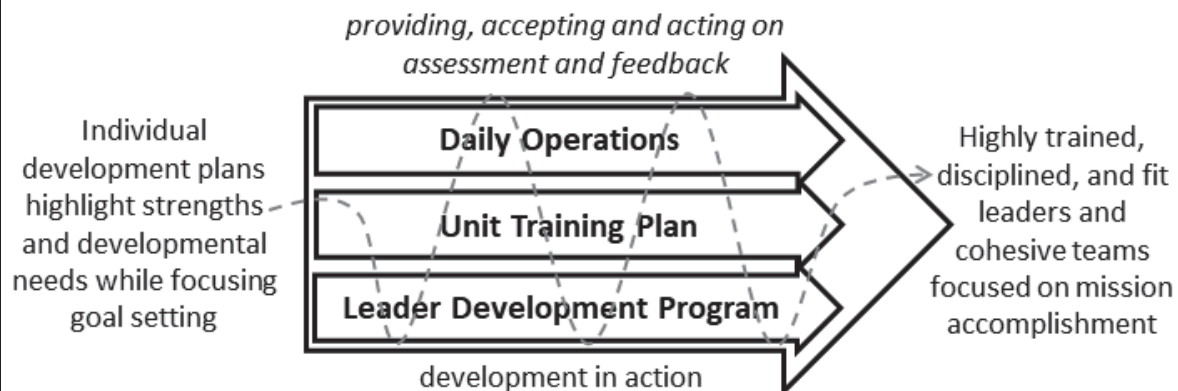 providing, accepting and acting on
assessment and feedback
Individual
development plans
highlight strengths
and developmental
needs while focusing
goal setting
Daily Operations
Unit Training Plan
Leader Development Program
Highly trained,
disciplined, and fit
leaders and
cohesive teams
focused on mission
accomplishment
development in action